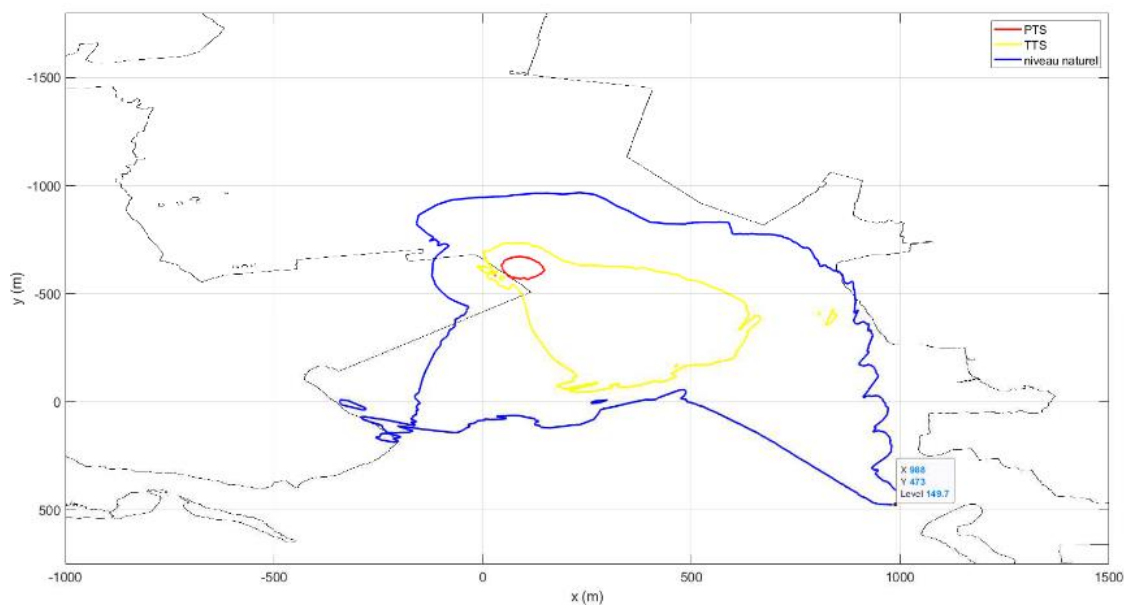 PTS
TTS
niveau naturel
-1500
-1000
-500
0
500
y (m)
X 988
Y 473
Level 149.7
-1000
-500
0
500
1000
1500
x (m)